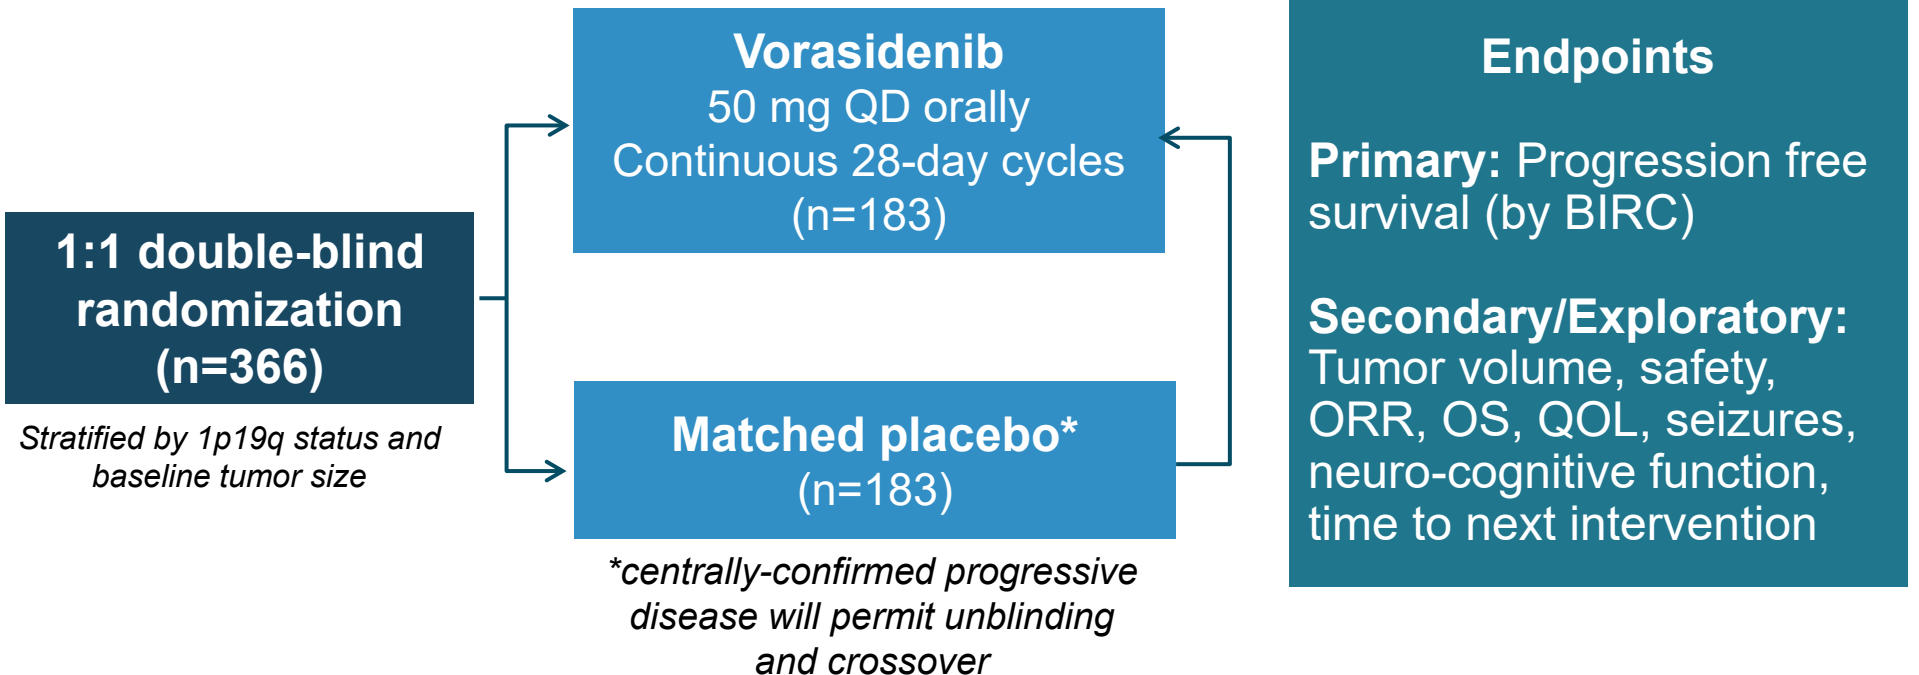 1:1 double-blind
randomization
(n=366)
Stratified by 1p19q status and
baseline tumor size
Vorasidenib
50 mg QD orally
Continuous 28-day cycles
(n=183)
Matched placebo*
(n=183)
*centrally-confirmed progressive
disease will permit unblinding
and crossover
Endpoints
Primary: Progression free
survival (by BIRC)
Secondary/Exploratory:
Tumor volume, safety,
ORR, OS, QOL, seizures,
neuro-cognitive function,
time to next intervention